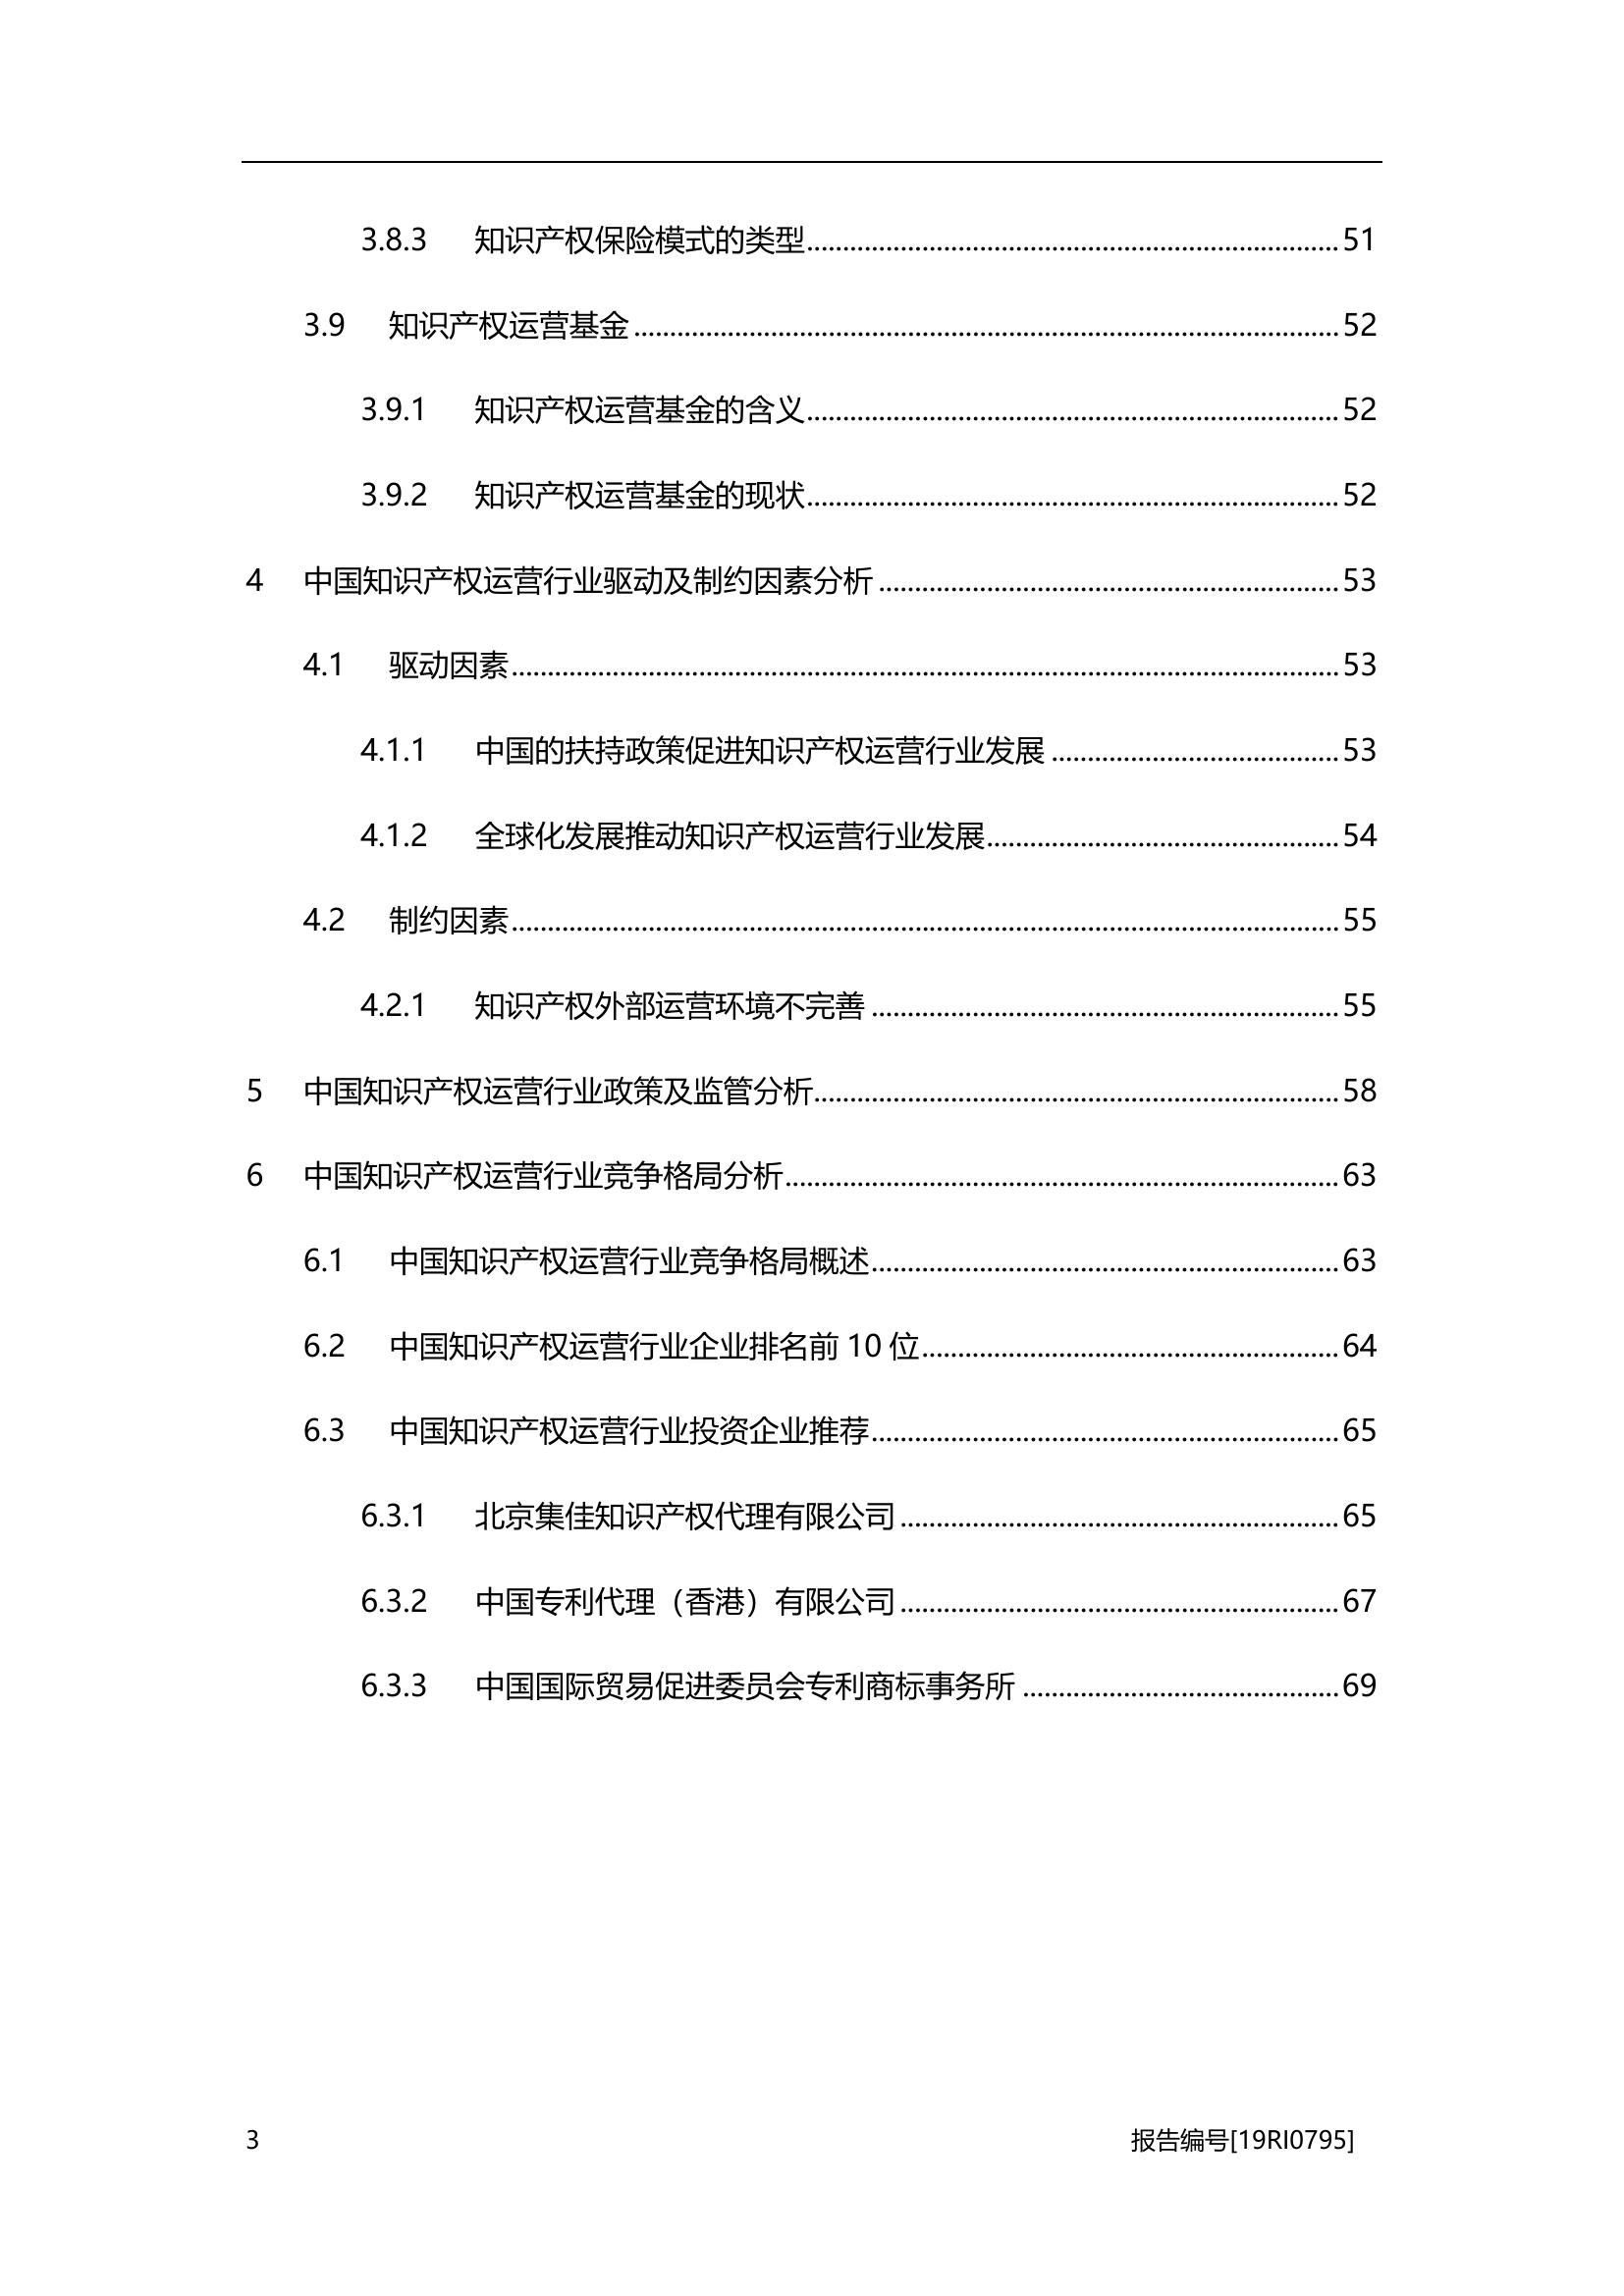 3.8.3 知识产权保险模式的类型 51
3.9 知识产权运营基金 52
3.9.1 知识产权运营基金的含义 52
3.9.2 知识产权运营基金的现状 52
4 中国知识产权运营行业驱动及制约因素分析 53
4.1 驱动因素 53
4.1.1 中国的扶持政策促进知识产权运营行业发展 53
4.1.2 全球化发展推动知识产权运营行业发展 54
4.2 制约因素 55
4.2.1 知识产权外部运营环境不完善 55
5 中国知识产权运营行业政策及监管分析 58
6 中国知识产权运营行业竞争格局分析 63
6.1 中国知识产权运营行业竞争格局概述 63
6.2 中国知识产权运营行业企业排名前 10 位 64
6.3 中国知识产权运营行业投资企业推荐 65
6.3.1 北京集佳知识产权代理有限公司 65
6.3.2 中国专利代理（香港）有限公司 67
6.3.3 中国国际贸易促进委员会专利商标事务所 69
3 报告编号[19RI0795]